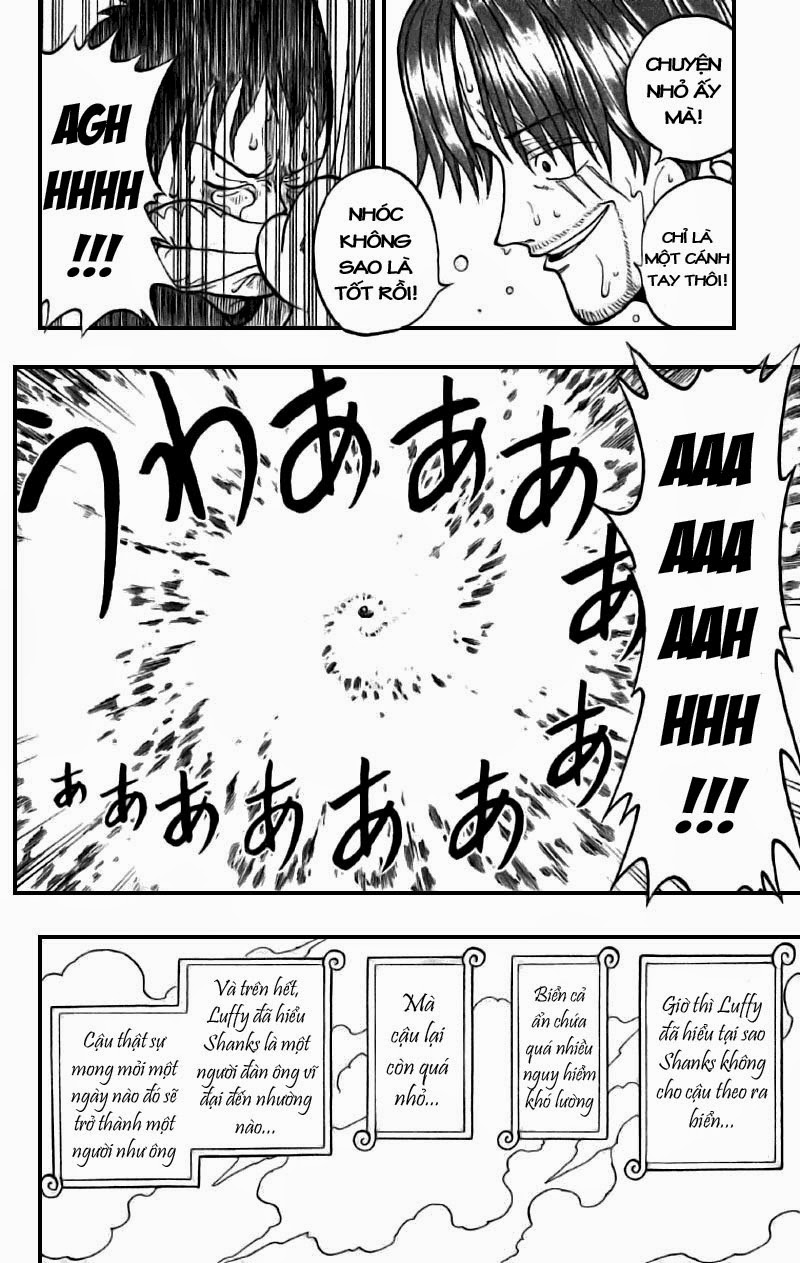 CHUYỆN
NHỎ ẤY
MÀ!
CHỈ LÀ
MỘT CÁNH
TAY THÔI!
NHÓC
KHÔNG
SAO LÀ
TỐT RỒI!
AGH
HHHH
!!!
AAA
AAA
AAH
HHH
!!!
うわああああああああああああ
Giờ thì Luffy
đã hiểu tại sao
Shanks không
cho cậu theo ra
biển...
Biển cả
ẩn chứa
quá nhiều
nguy hiểm
khó lường
Mà
cậu lại
còn quá
nhỏ...
Và trên hết,
Luffy đã hiểu
Shanks là một
người đàn ông vĩ
đại đến nhường
nào...
Cậu thật sự
mong mỏi một
ngày nào đó sẽ
trở thành một
người như ông